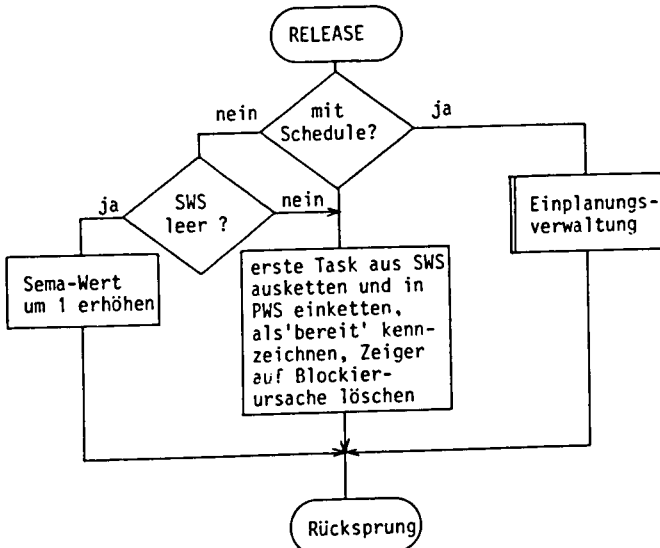 RELEASE
nein
mit
Schedule?
ja
ja
SWS
leer ?
nein
Einplanungs-
verwaltung
Sema-Wert
um 1 erhöhen
erste Task aus SWS
ausketten und in
PWS einketten,
als'bereit' kenn-
zeichnen, Zeiger
auf Blockier-
ursache löschen
Rücksprung